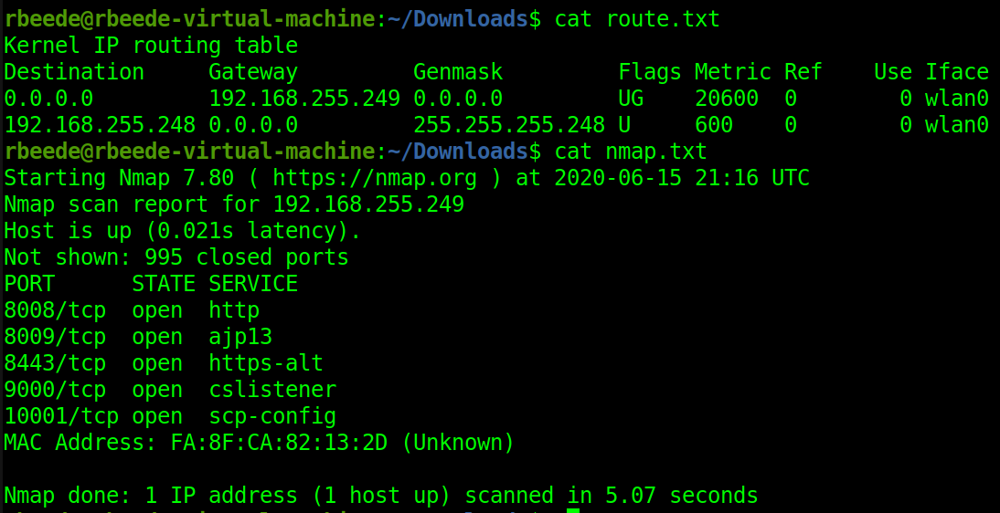 rbeede@rbeede-virtual-machine:~/Downloads$ cat route.txt
Kernel IP routing table
Destination     Gateway         Genmask         Flags Metric Ref    Use Iface
0.0.0.0         192.168.255.249 0.0.0.0         UG    20600  0        0 wlan0
192.168.255.248 0.0.0.0         255.255.255.248 U     600    0        0 wlan0
rbeede@rbeede-virtual-machine:~/Downloads$ cat nmap.txt
Starting Nmap 7.80 ( https://nmap.org ) at 2020-06-15 21:16 UTC
Nmap scan report for 192.168.255.249
Host is up (0.021s latency).
Not shown: 995 closed ports
PORT      STATE SERVICE
8008/tcp  open  http
8009/tcp  open  ajp13
8443/tcp  open  https-alt
9000/tcp  open  cslistener
10001/tcp open  scp-config
MAC Address: FA:8F:CA:82:13:2D (Unknown)
Nmap done: 1 IP address (1 host up) scanned in 5.07 seconds